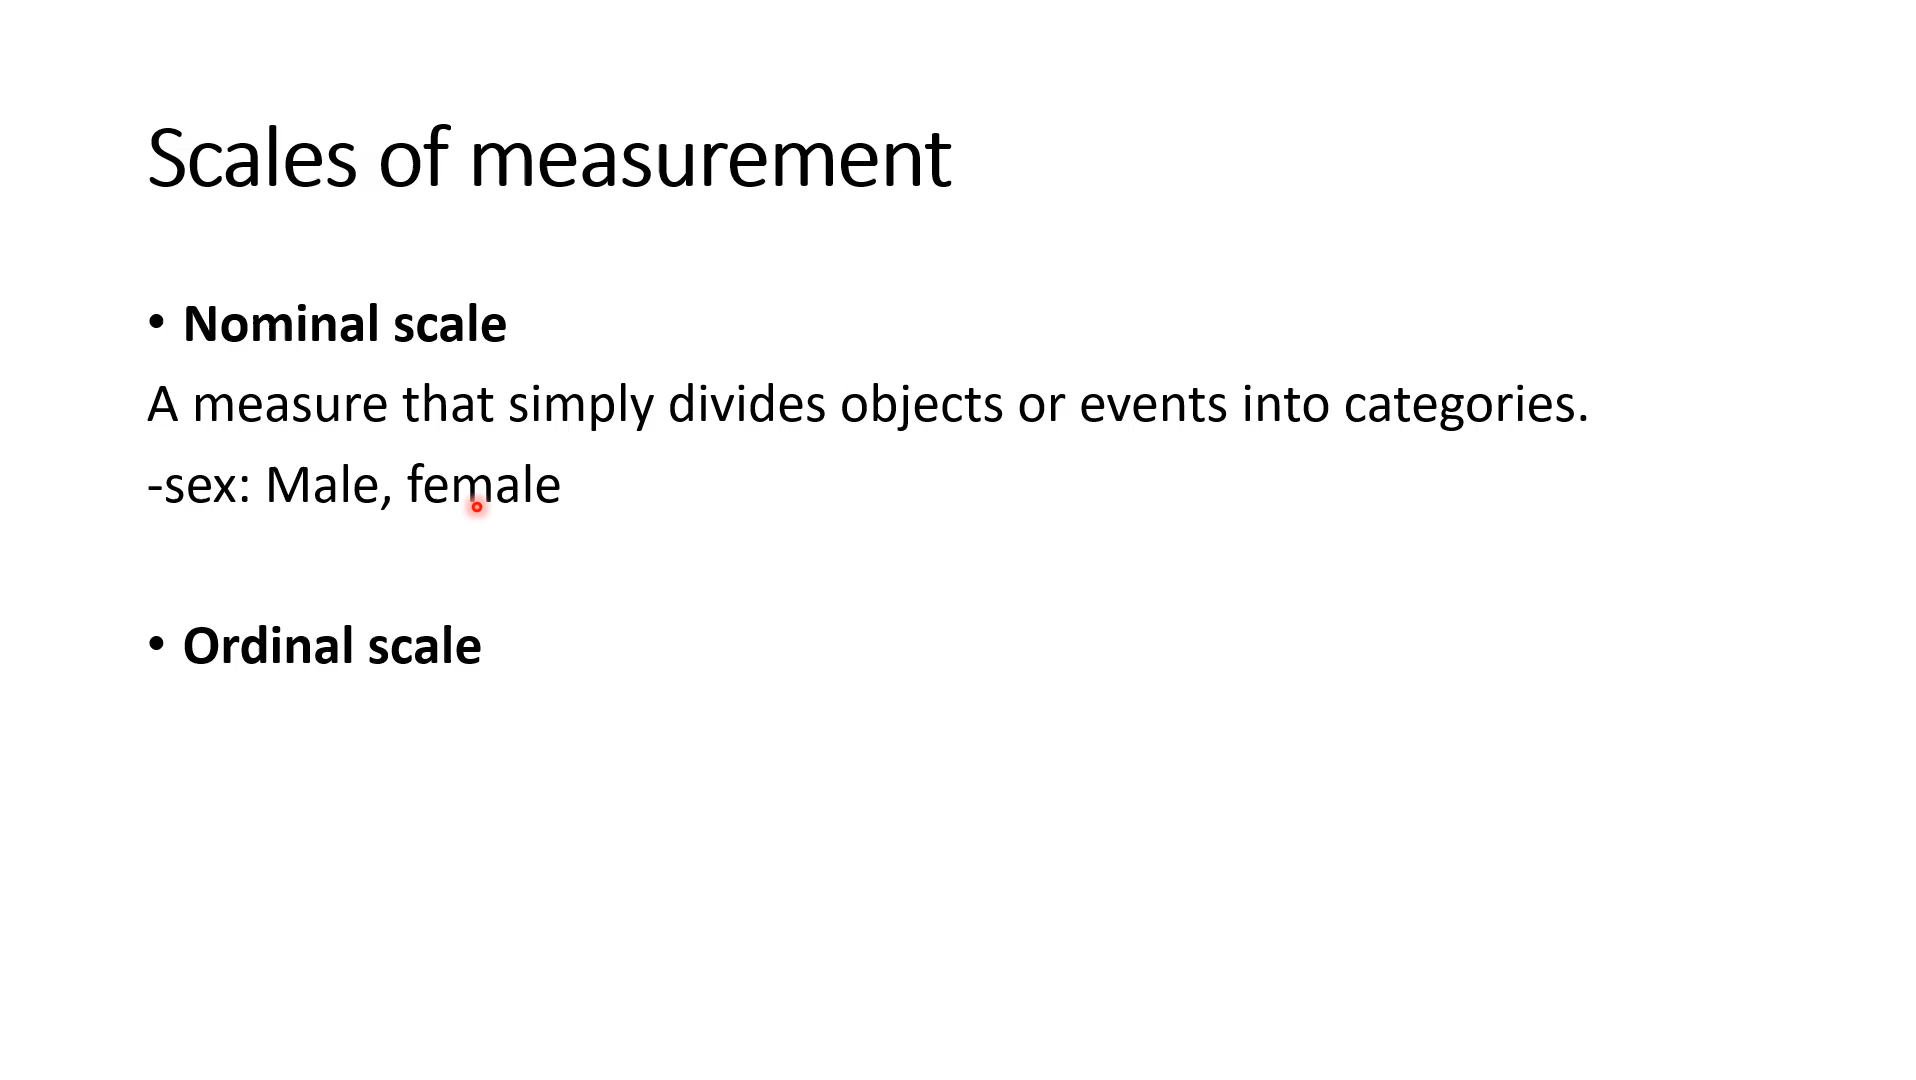 Scales of measurement
• Nominal scale
A measure that simply divides objects or events into categories.
-sex: Male, female
• Ordinal scale